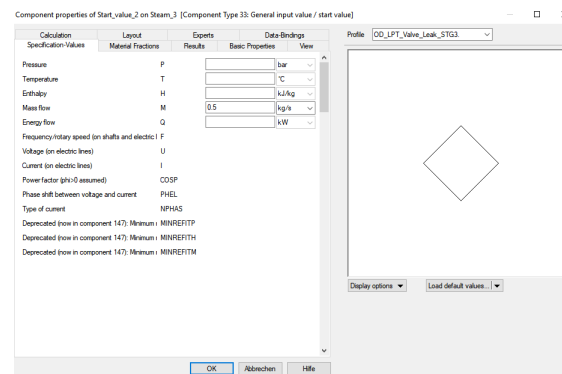 Component properties of Start_value_2 on Steam_3 [Component Type 33: General input value / start value]
Calculation Layout Experts Data-Bindings
Specification-Values Material Fractions Results Basic Properties View
Pressure P bar
Temperature T °C
Enthalpy H kJ/kg
Mass flow M 0.5 kg/s
Energy flow Q kW
Frequency/rotary speed (on shafts and electric l F
Voltage (on electric lines) U
Current (on electric lines) I
Power factor (phi>0 assumed) COSP
Phase shift between voltage and current PHEL
Type of current NPHAS
Deprecated (now in component 147): Minimum r MINREFITP
Deprecated (now in component 147): Minimum r MINREFITH
Deprecated (now in component 147): Minimum r MINREFITM
OK Abbrechen Hilfe
Profile OD_LPT_Valve_Leak_STG3.
Display options Load default values...